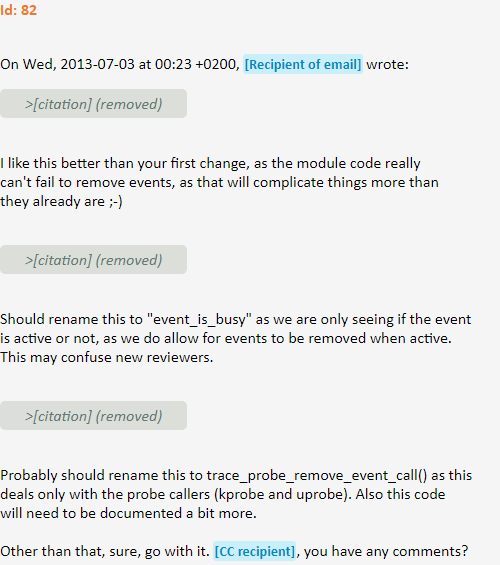 Id: 82
On Wed, 2013-07-03 at 00:23 +0200, [Recipient of email] wrote:
>[citation] (removed)
I like this better than your first change, as the module code really
can't fail to remove events, as that will complicate things more than
they already are ;-)
>[citation] (removed)
Should rename this to "event_is_busy" as we are only seeing if the event
is active or not, as we do allow for events to be removed when active.
This may confuse new reviewers.
>[citation] (removed)
Probably should rename this to trace_probe_remove_event_call() as this
deals only with the probe callers (kprobe and uprobe). Also this code
will need to be documented a bit more.
Other than that, sure, go with it. [CC recipient], you have any comments?